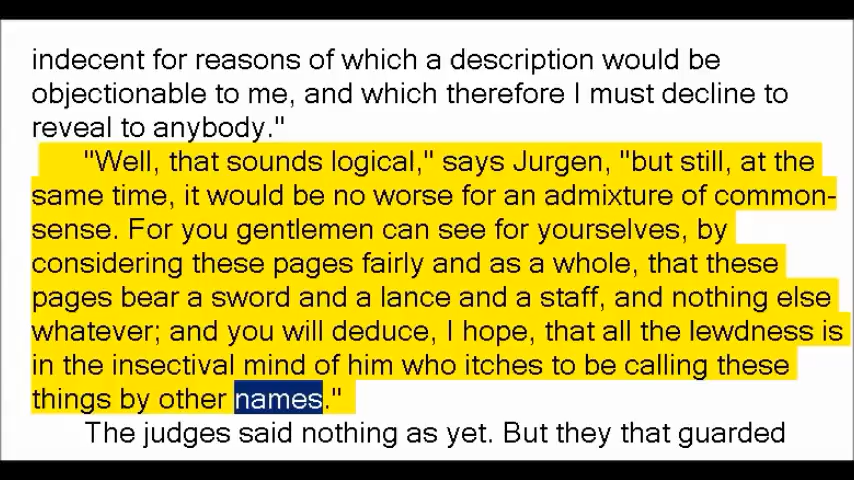 indecent for reasons of which a description would be
objectionable to me, and which therefore I must decline to
reveal to anybody."
"Well, that sounds logical," says Jurgen, "but still, at the
same time, it would be no worse for an admixture of common-
sense. For you gentlemen can see for yourselves, by
considering these pages fairly and as a whole, that these
pages bear a sword and a lance and a staff, and nothing else
whatever; and you will deduce, I hope, that all the lewdness is
in the insectival mind of him who itches to be calling these
things by other names."
The judges said nothing as yet. But they that guarded